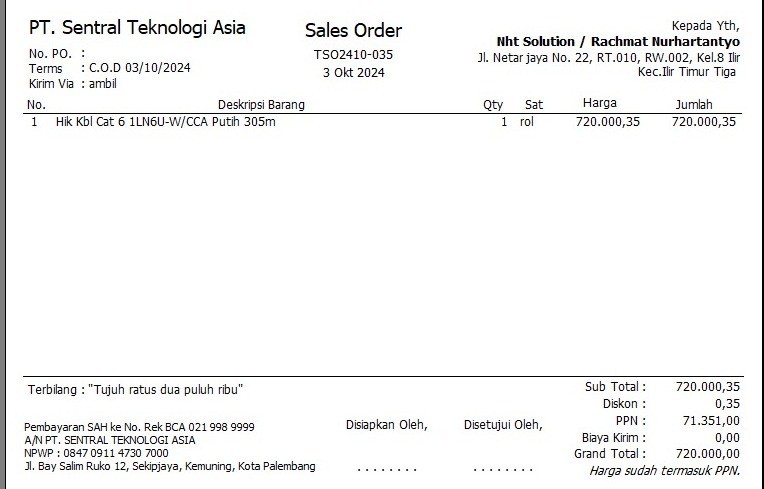 PT. Sentral Teknologi Asia
Sales Order
Kepada Yth,
Nht Solution / Rachmat Nurhartantyo
Jl. Netar jaya No. 22, RT.010, RW.002, Kel.8 Ilir
Kec.Ilir Timur Tiga
No. PO. :
Terms : C.O.D 03/10/2024
Kirim Via : ambil
TSO2410-035
3 Okt 2024
No. Deskripsi Barang Qty Sat Harga Jumlah
1 Hik Kbl Cat 6 1LN6U-W/CCA Putih 305m 1 rol 720.000,35 720.000,35
Terbilang : "Tujuh ratus dua puluh ribu"
Sub Total : 720.000,35
Diskon : 0,35
PPN : 71.351,00
Biaya Kirim : 0,00
Grand Total : 720.000,00
Harga sudah termasuk PPN.
Pembayaran SAH ke No. Rek BCA 021 998 9999
A/N PT. SENTRAL TEKNOLOGI ASIA
NPWP : 0847 0911 4730 7000
Jl. Bay Salim Ruko 12, Sekipjaya, Kemuning, Kota Palembang
Disiapkan Oleh, Disetujui Oleh,
. . . . . . . . . . . . . . . .